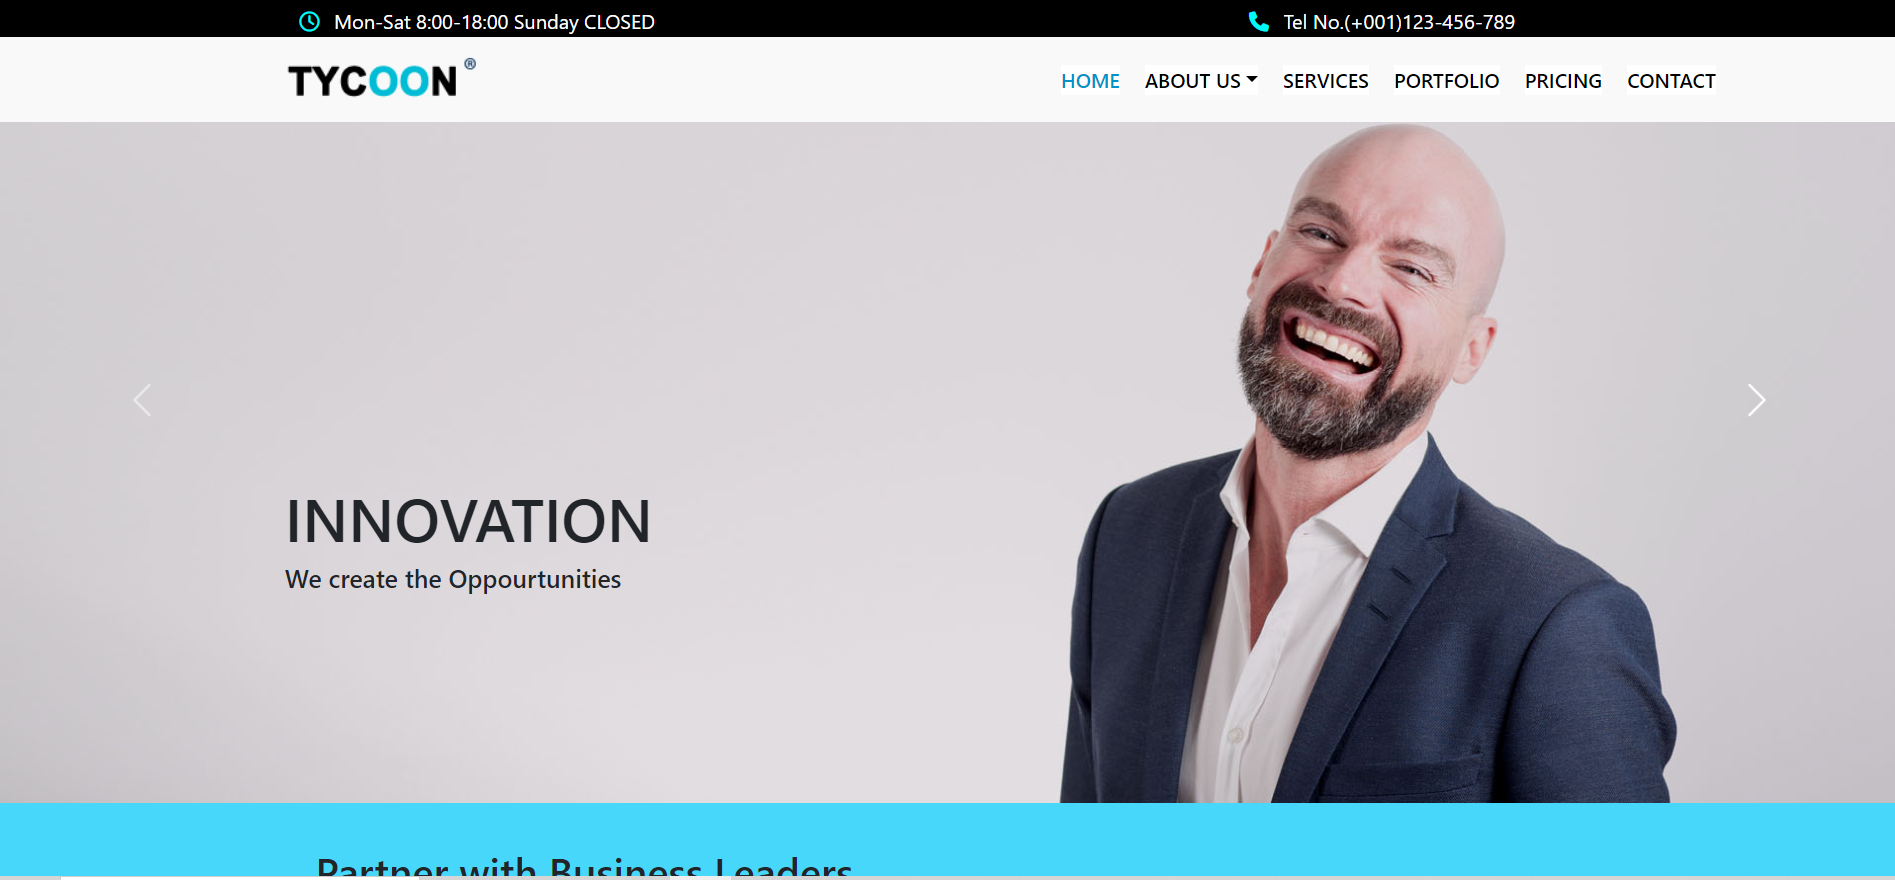 Mon-Sat 8:00-18:00 Sunday CLOSED
Tel No.(+001)123-456-789
TYCOON ®
HOME ABOUT US SERVICES PORTFOLIO PRICING CONTACT
INNOVATION
We create the Oppourtunities
Partner with Business Leaders